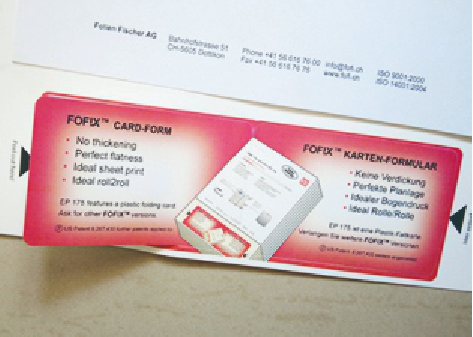 Folien Fischer AG
Bahnhofstrasse 51
CH-5605 Dottikon
Phone +41 56 616 76 00
Fax +41 56 616 76 76
info@fofi.ch
www.fofi.ch
ISO 9001:2000
ISO 14001:2004
FOFIX™ CARD-FORM
• No thickening
• Perfect flatness
• Ideal sheet print
• Ideal roll2roll
EP 175 features a plastic folding card
Ask for other FOFIX™ versions
FOFIX™ KARTEN-FORMULAR
• Keine Verdickung
• Perfekte Planlage
• Idealer Bogendruck
• Ideal Rolle/Rolle
EP 175 ist eine Plastik-Faltkarte
Verlangen Sie weitere FOFIX™ Versionen